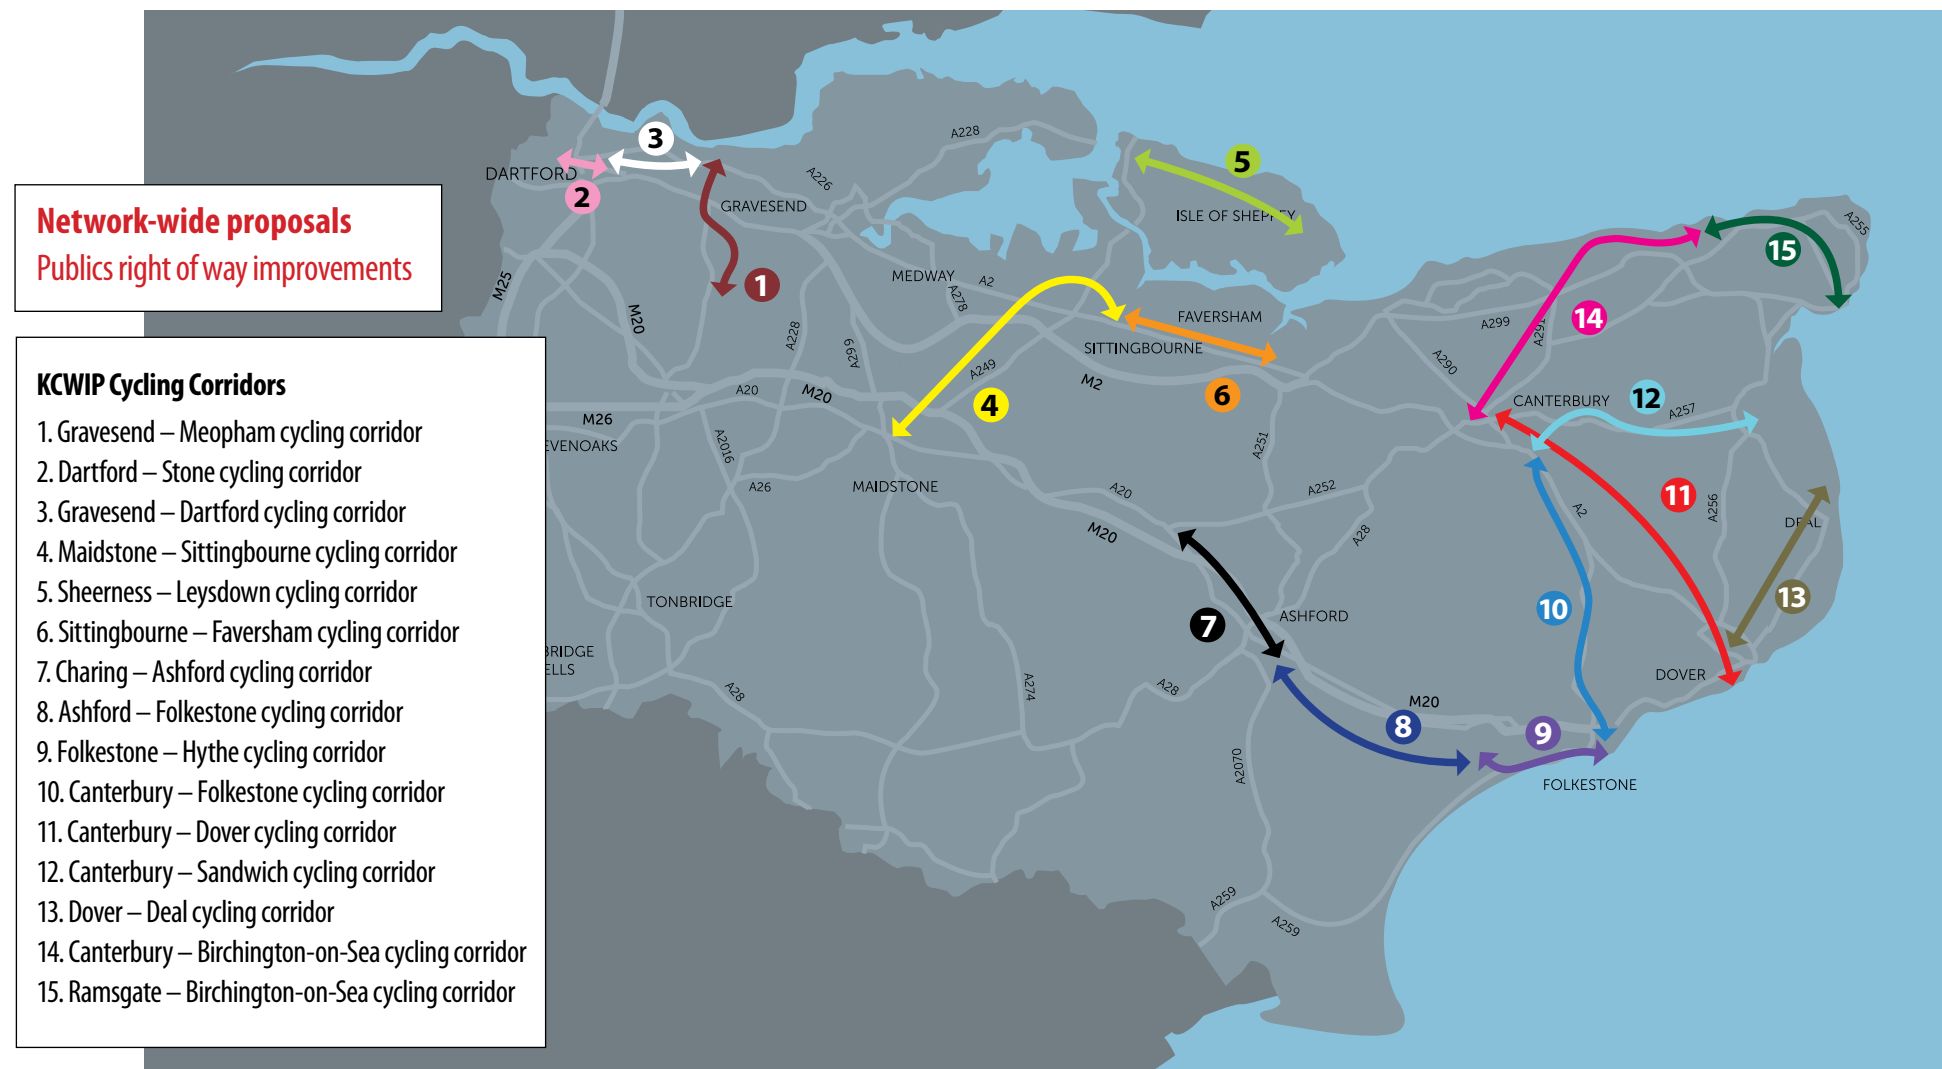 Network-wide proposals
Publics right of way improvements
KCWIP Cycling Corridors
1. Gravesend – Meopham cycling corridor
2. Dartford – Stone cycling corridor
3. Gravesend – Dartford cycling corridor
4. Maidstone – Sittingbourne cycling corridor
5. Sheerness – Leysdown cycling corridor
6. Sittingbourne – Faversham cycling corridor
7. Charing – Ashford cycling corridor
8. Ashford – Folkestone cycling corridor
9. Folkestone – Hythe cycling corridor
10. Canterbury – Folkestone cycling corridor
11. Canterbury – Dover cycling corridor
12. Canterbury – Sandwich cycling corridor
13. Dover – Deal cycling corridor
14. Canterbury – Birchington-on-Sea cycling corridor
15. Ramsgate – Birchington-on-Sea cycling corridor
A228
3
5
DARTFORD
A226
2
GRAVESEND
ISLE OF SHEPPEY
A255
15
MEDWAY
A2
M25
1
A278
FAVERSHAM
14
M20
A228
A299
A299
A291
SITTINGBOURNE
A290
A249
M2
A20
M20
6
4
CANTERBURY
12
A257
M26
EVENOAKS
A2016
A251
A26
MAIDSTONE
A20
A252
11
A256
A2
DEAL
M20
A28
TONBRIDGE
7
ASHFORD
10
13
BRIDGE
ELLS
A28
A274
A28
DOVER
M20
8
9
A2070
FOLKESTONE
A259
A259